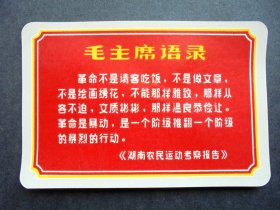 毛主席语录
革命不是请客吃饭，不是做文章，
不是绘画绣花，不能那样雅致，那样从
容不迫，文质彬彬，那样温良恭俭让。
革命是暴动，是一个阶级推翻一个阶级
的暴烈的行动。
《湖南农民运动考察报告》